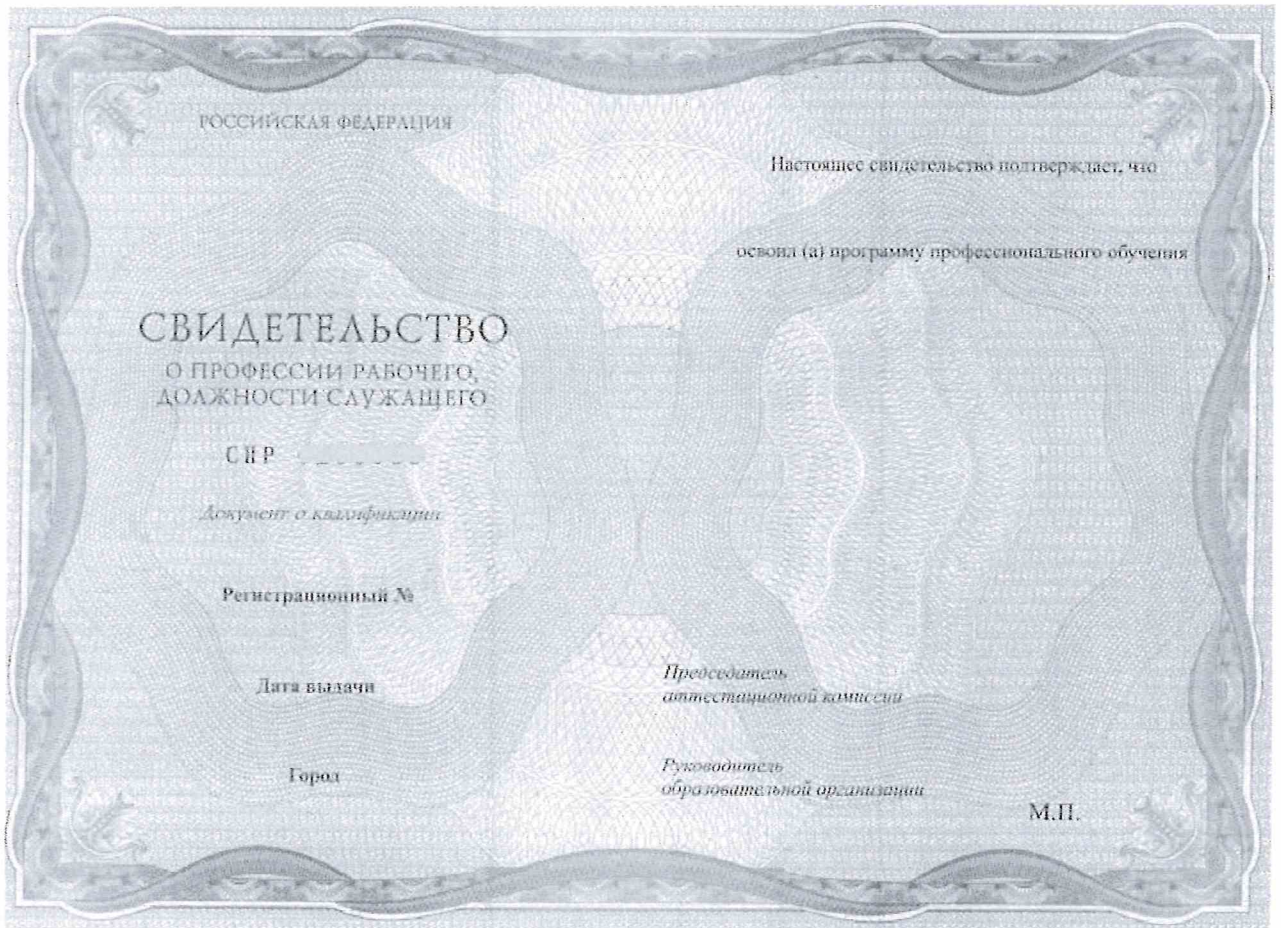 РОССИЙСКАЯ ФЕДЕРАЦИЯ
СВИДЕТЕЛЬСТВО
О ПРОФЕССИИ РАБОЧЕГО,
ДОЛЖНОСТИ СЛУЖАЩЕГО
СПР
Документ о квалификации
Регистрационный №
Дата выдачи
Город
Настоящее свидетельство подтверждает, что
освоил (а) программу профессионального обучения
Председатель
аттестационной комиссии
Руководитель
образовательной организации
М.П.